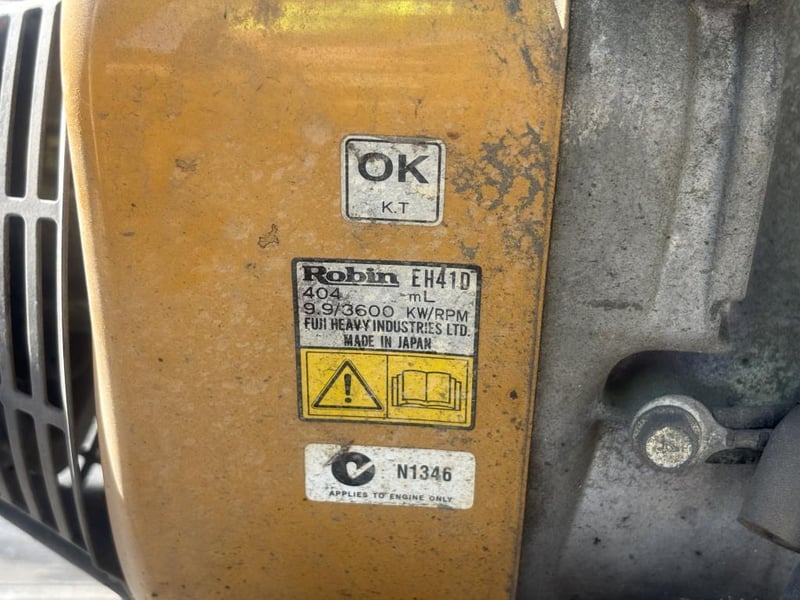 OK
K.T
Robin EH41D
404 mL
9.9/3600 KW/RPM
FUJI HEAVY INDUSTRIES LTD.
MADE IN JAPAN
N1346
APPLIES TO ENGINE ONLY